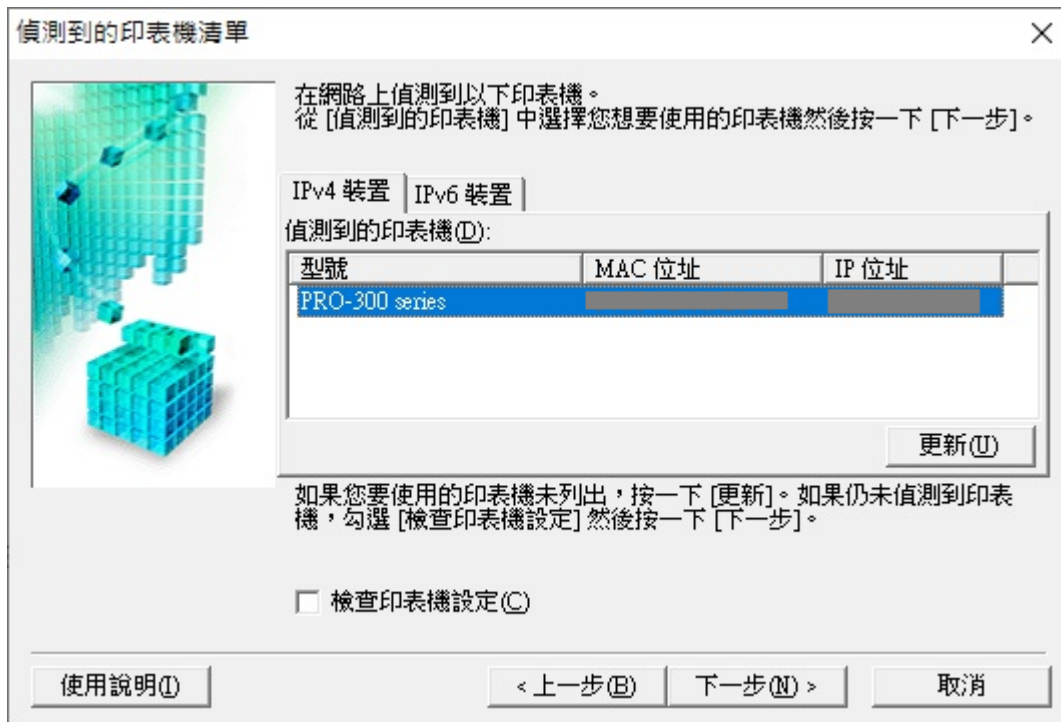 偵測到的印表機清單
在網路上偵測到以下印表機。
從 [偵測到的印表機] 中選擇您想要使用的印表機然後按一下 [下一步]。
IPv4 裝置 IPv6 裝置
偵測到的印表機(D):
型號 MAC 位址 IP 位址
PRO-300 series
更新(U)
如果您要使用的印表機未列出，按一下 [更新]。如果仍未偵測到印表
機，勾選 [檢查印表機設定] 然後按一下 [下一步]。
檢查印表機設定(C)
使用說明(I) < 上一步(B) 下一步(N) > 取消